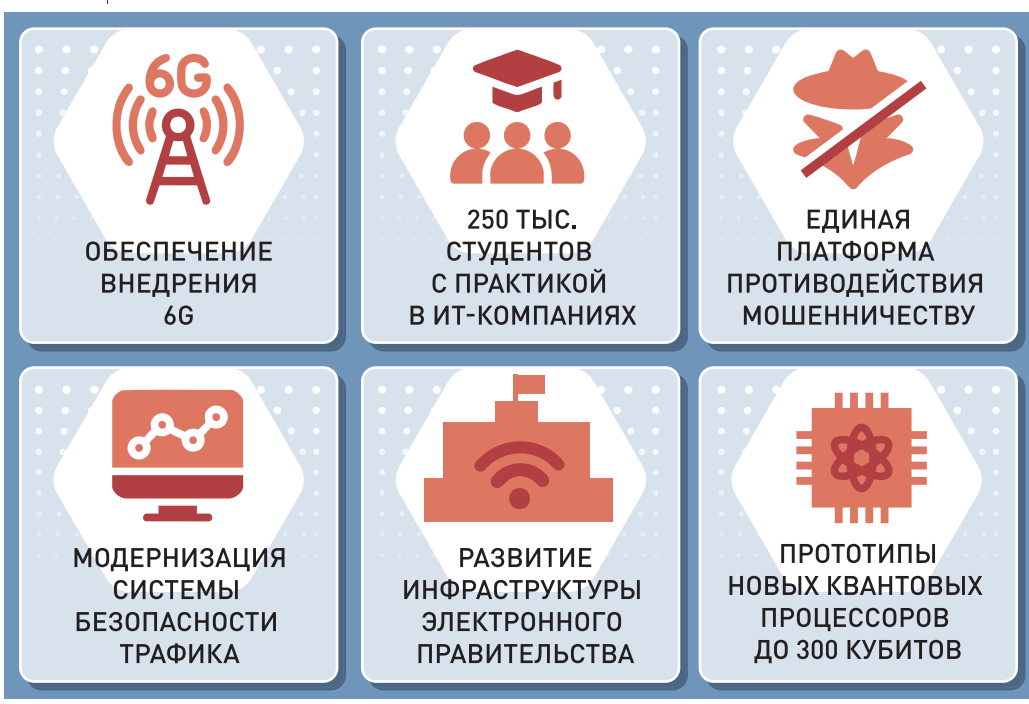 6G
ОБЕСПЕЧЕНИЕ
ВНЕДРЕНИЯ
6G
250 ТЫС.
СТУДЕНТОВ
С ПРАКТИКОЙ
В ИТ-КОМПАНИЯХ
ЕДИНАЯ
ПЛАТФОРМА
ПРОТИВОДЕЙСТВИЯ
МОШЕННИЧЕСТВУ
МОДЕРНИЗАЦИЯ
СИСТЕМЫ
БЕЗОПАСНОСТИ
ТРАФИКА
РАЗВИТИЕ
ИНФРАСТРУКТУРЫ
ЭЛЕКТРОННОГО
ПРАВИТЕЛЬСТВА
ПРОТОТИПЫ
НОВЫХ КВАНТОВЫХ
ПРОЦЕССОРОВ
ДО 300 КУБИТОВ